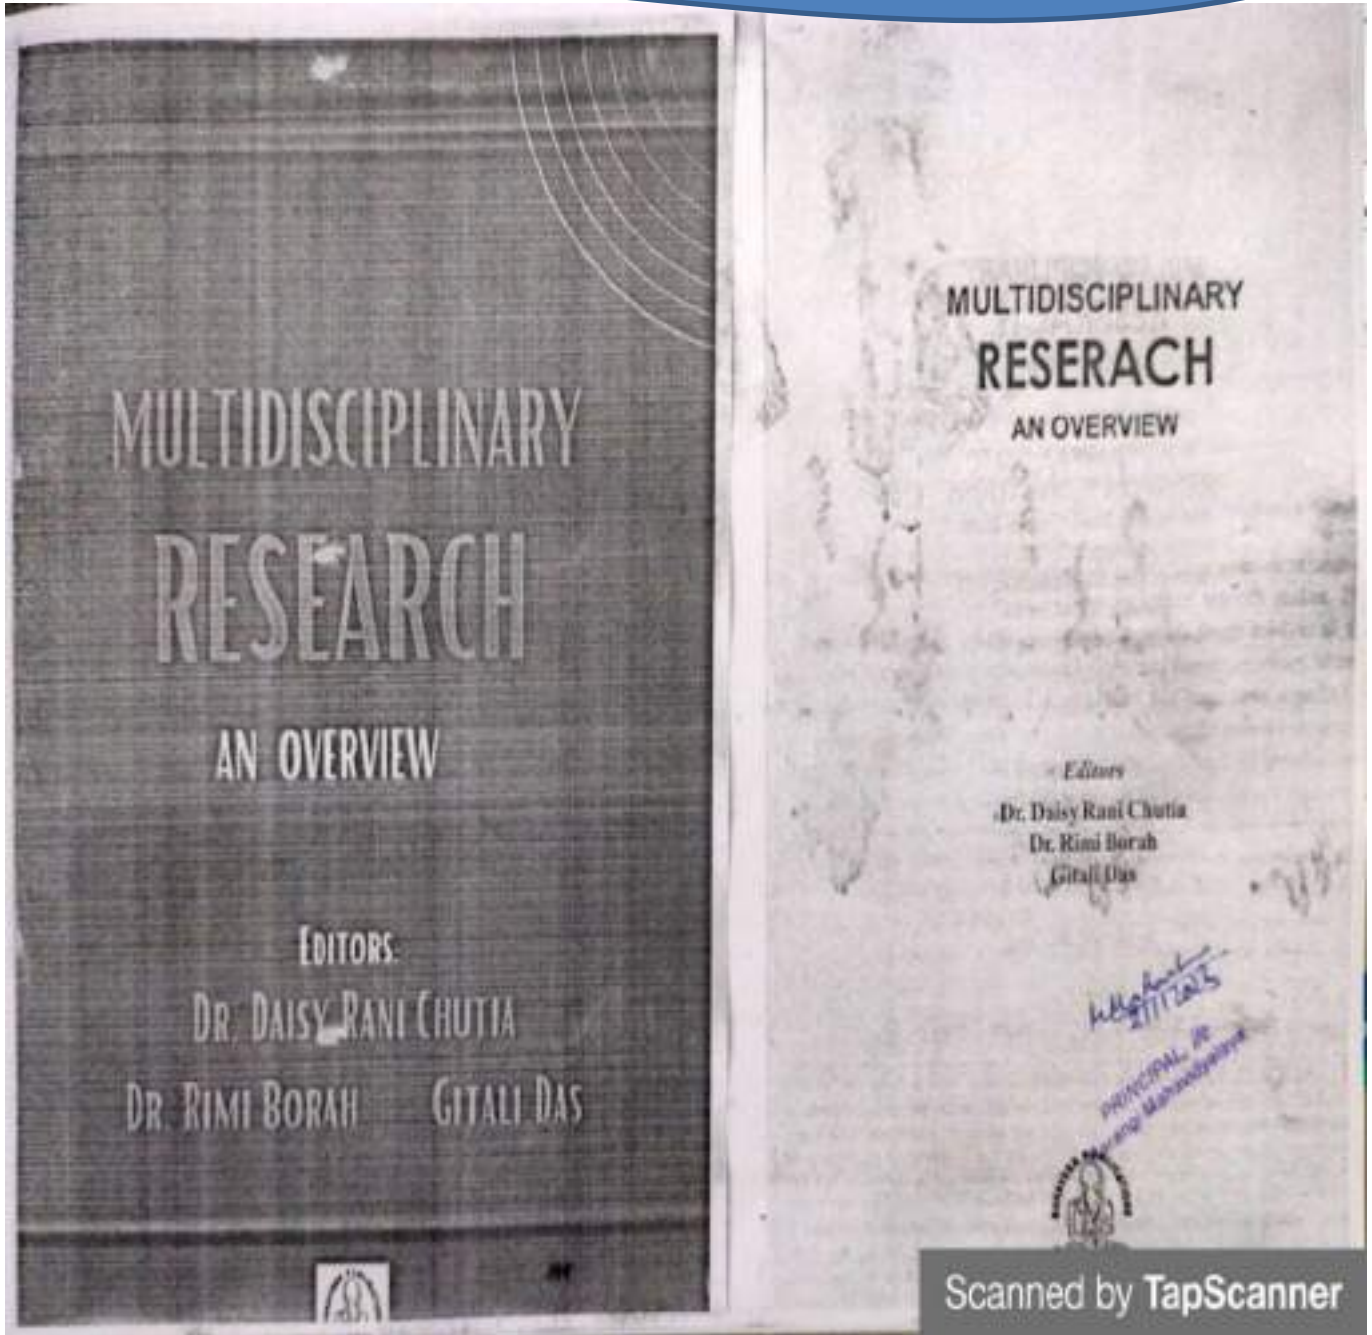 MULTIDISCIPLINARY
RESEARCH
AN OVERVIEW
EDITORS:
DR. DAISY RANI CHUTIA
DR. RIMI BORAH GITALI DAS
MULTIDISCIPLINARY
RESERACH
AN OVERVIEW
Editors
Dr. Daisy Rani Chutia
Dr. Rimi Borah
Gitali Das
PRINCIPAL, i/c
Mahavidyalaya
Scanned by TapScanner